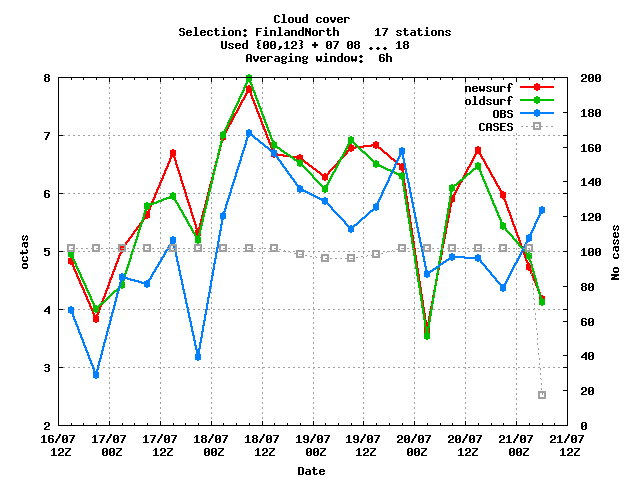 Cloud cover
Selection: FinlandNorth 17 stations
Used {00,12} + 07 08 ... 18
Averaging window: 6h
8 200
newsurf
oldsurf
OBS
CASES
180
7 160
140
6
120
octas
No cases
5 100
80
4
60
3
40
20
2 0
16/07 17/07 17/07 18/07 18/07 19/07 19/07 20/07 20/07 21/07 21/07
12Z 00Z 12Z 00Z 12Z 00Z 12Z 00Z 12Z 00Z 12Z
Date